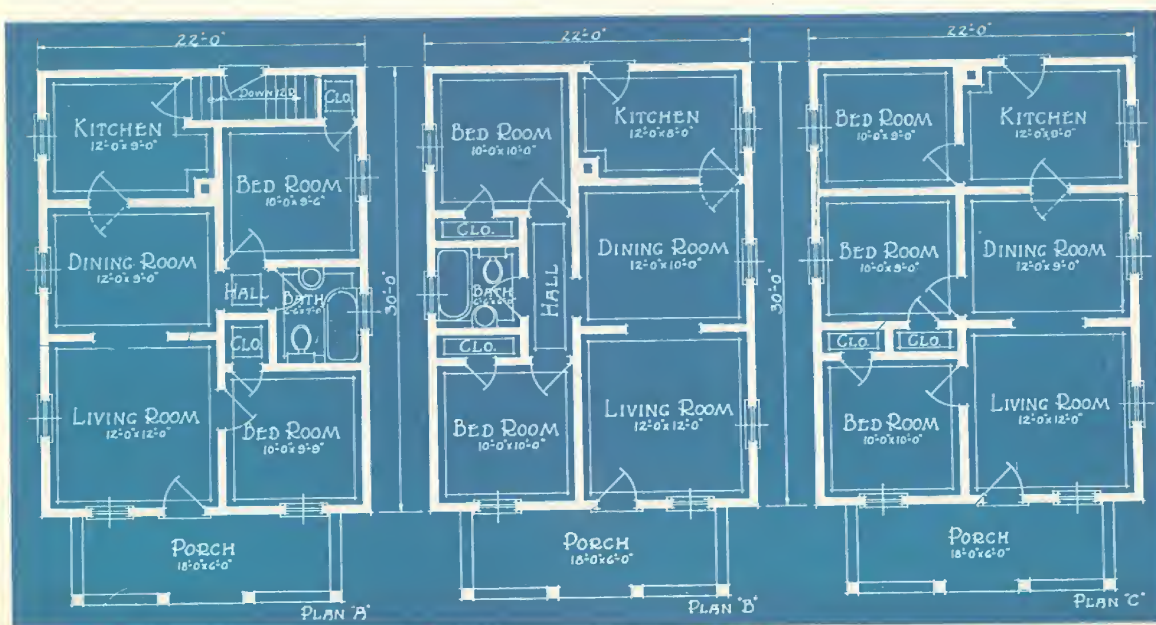 22'-0"
DOWN 12 R
CLO.
KITCHEN
12'-0"x9'-0"
BED ROOM
10'-0"x9'-6"
DINING ROOM
12'-0"x9'-0"
HALL
BATH
CLO.
LIVING ROOM
12'-0"x12'-0"
BED ROOM
10'-0"x9'-9"
30'-0"
PORCH
18'-0"x6'-0"
PLAN "A"
22'-0"
BED ROOM
10'-0"x10'-0"
KITCHEN
12'-0"x8'-0"
CLO.
DINING ROOM
12'-0"x10'-0"
BATH
HALL
CLO.
BED ROOM
10'-0"x10'-0"
LIVING ROOM
12'-0"x12'-0"
30'-0"
PORCH
18'-0"x6'-0"
PLAN "B"
22'-0"
BED ROOM
10'-0"x9'-0"
KITCHEN
12'-0"x9'-0"
BED ROOM
10'-0"x9'-0"
DINING ROOM
12'-0"x9'-0"
CLO.
CLO.
BED ROOM
10'-0"x10'-0"
LIVING ROOM
12'-0"x12'-0"
PORCH
18'-0"x6'-0"
PLAN "C"